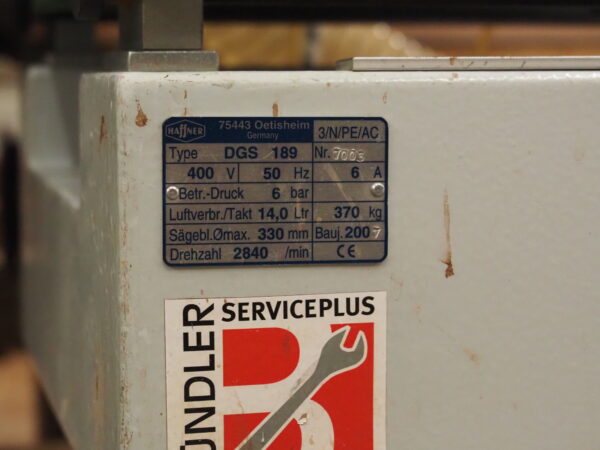 HAFFNER
75443 Oetisheim
Germany
3/N/PE/AC
Type DGS 189 Nr. 7003
400 V 50 Hz 6 A
Betr.-Druck 6 bar
Luftverbr./Takt 14,0 Ltr 370 kg
Sägebl.Ømax. 330 mm Bauj. 2007
Drehzahl 2840 /min CE
SERVICEPLUS
ÜNDLER